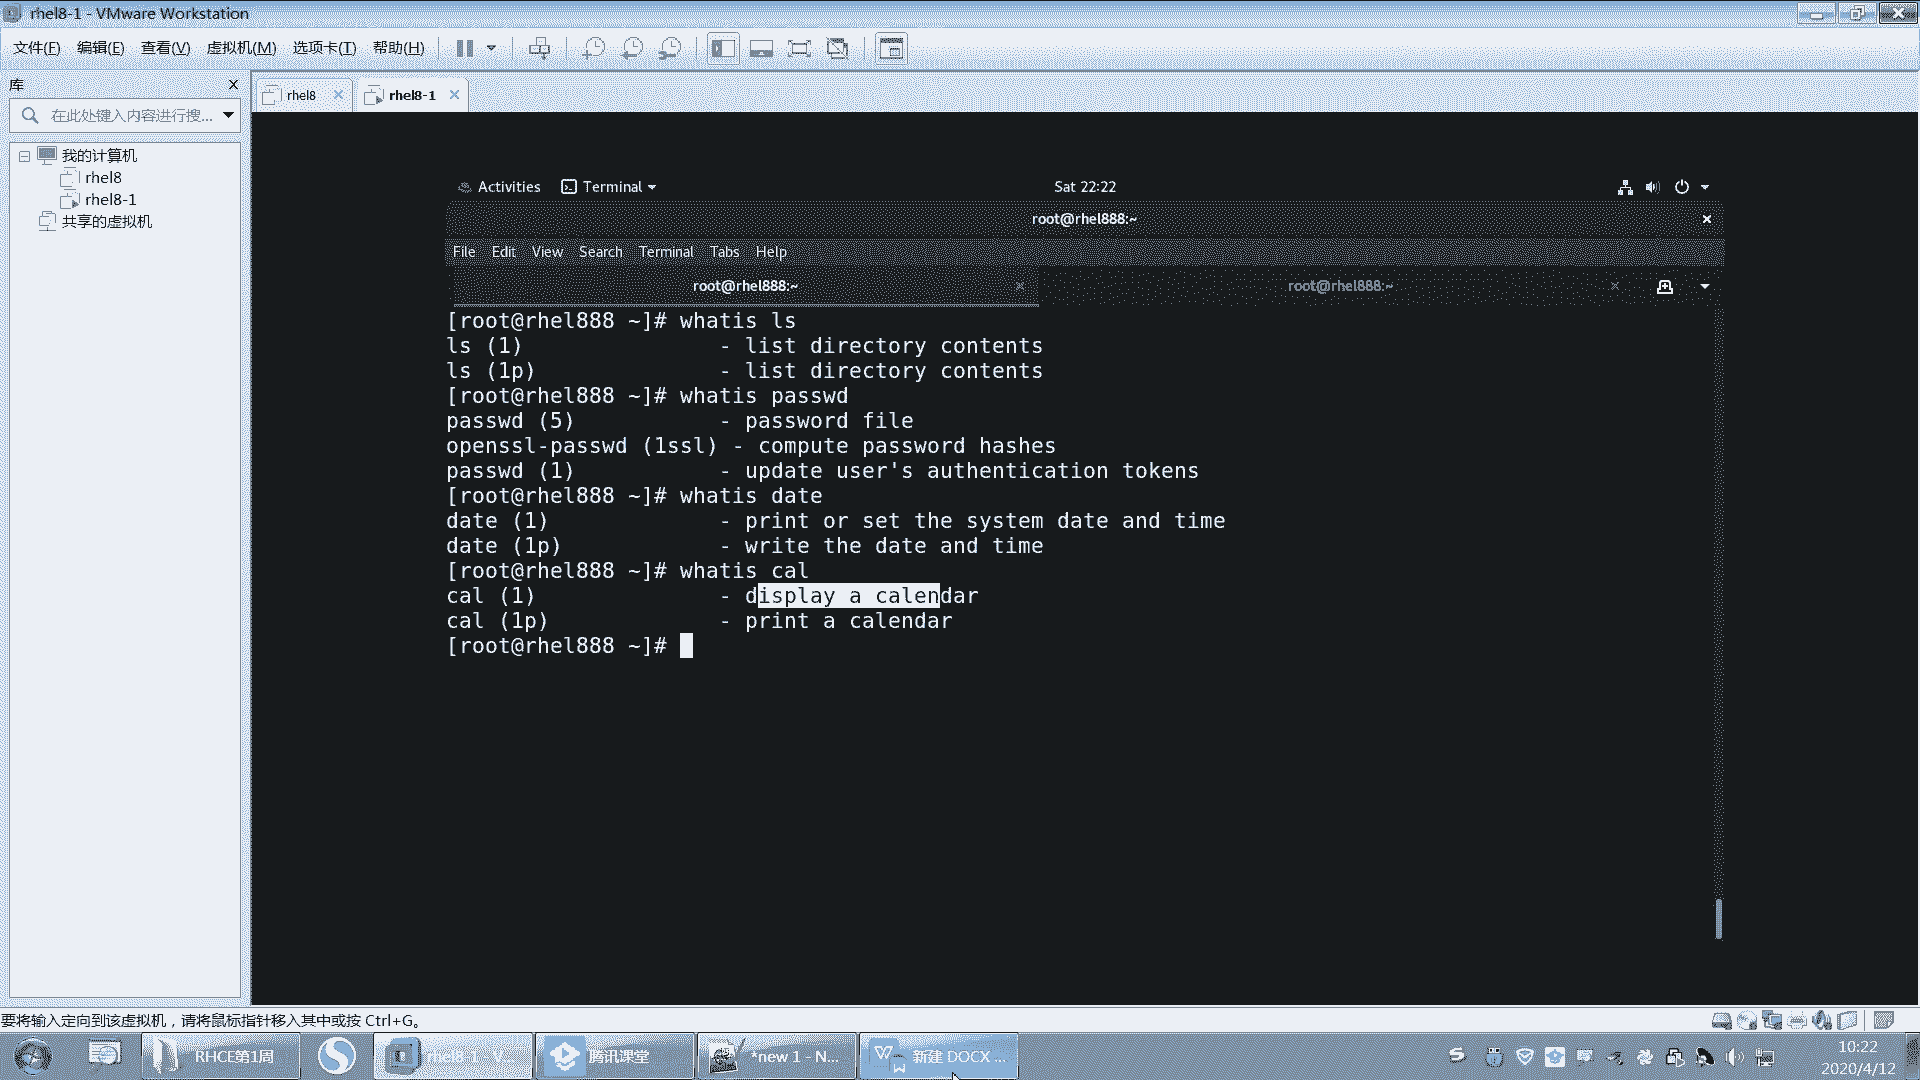 rhel8-1 - VMware Workstation
文件(F) 编辑(E) 查看(V) 虚拟机(M) 选项卡(T) 帮助(H)
库
rhel8 rhel8-1
在此处键入内容进行搜...
我的计算机
rhel8
rhel8-1
共享的虚拟机
Activities Terminal Sat 22:22
root@rhel888:~
File Edit View Search Terminal Tabs Help
root@rhel888:~ root@rhel888:~
[root@rhel888 ~]# whatis ls
ls (1) - list directory contents
ls (1p) - list directory contents
[root@rhel888 ~]# whatis passwd
passwd (5) - password file
openssl-passwd (1ssl) - compute password hashes
passwd (1) - update user's authentication tokens
[root@rhel888 ~]# whatis date
date (1) - print or set the system date and time
date (1p) - write the date and time
[root@rhel888 ~]# whatis cal
cal (1) - display a calendar
cal (1p) - print a calendar
[root@rhel888 ~]#
要将输入定向到该虚拟机，请将鼠标指针移入其中或按 Ctrl+G。
RHCE第1周 rhel8-1 - V... 腾讯课堂 *new 1 - N... 新建 DOCX ...
10:22
2020/4/12